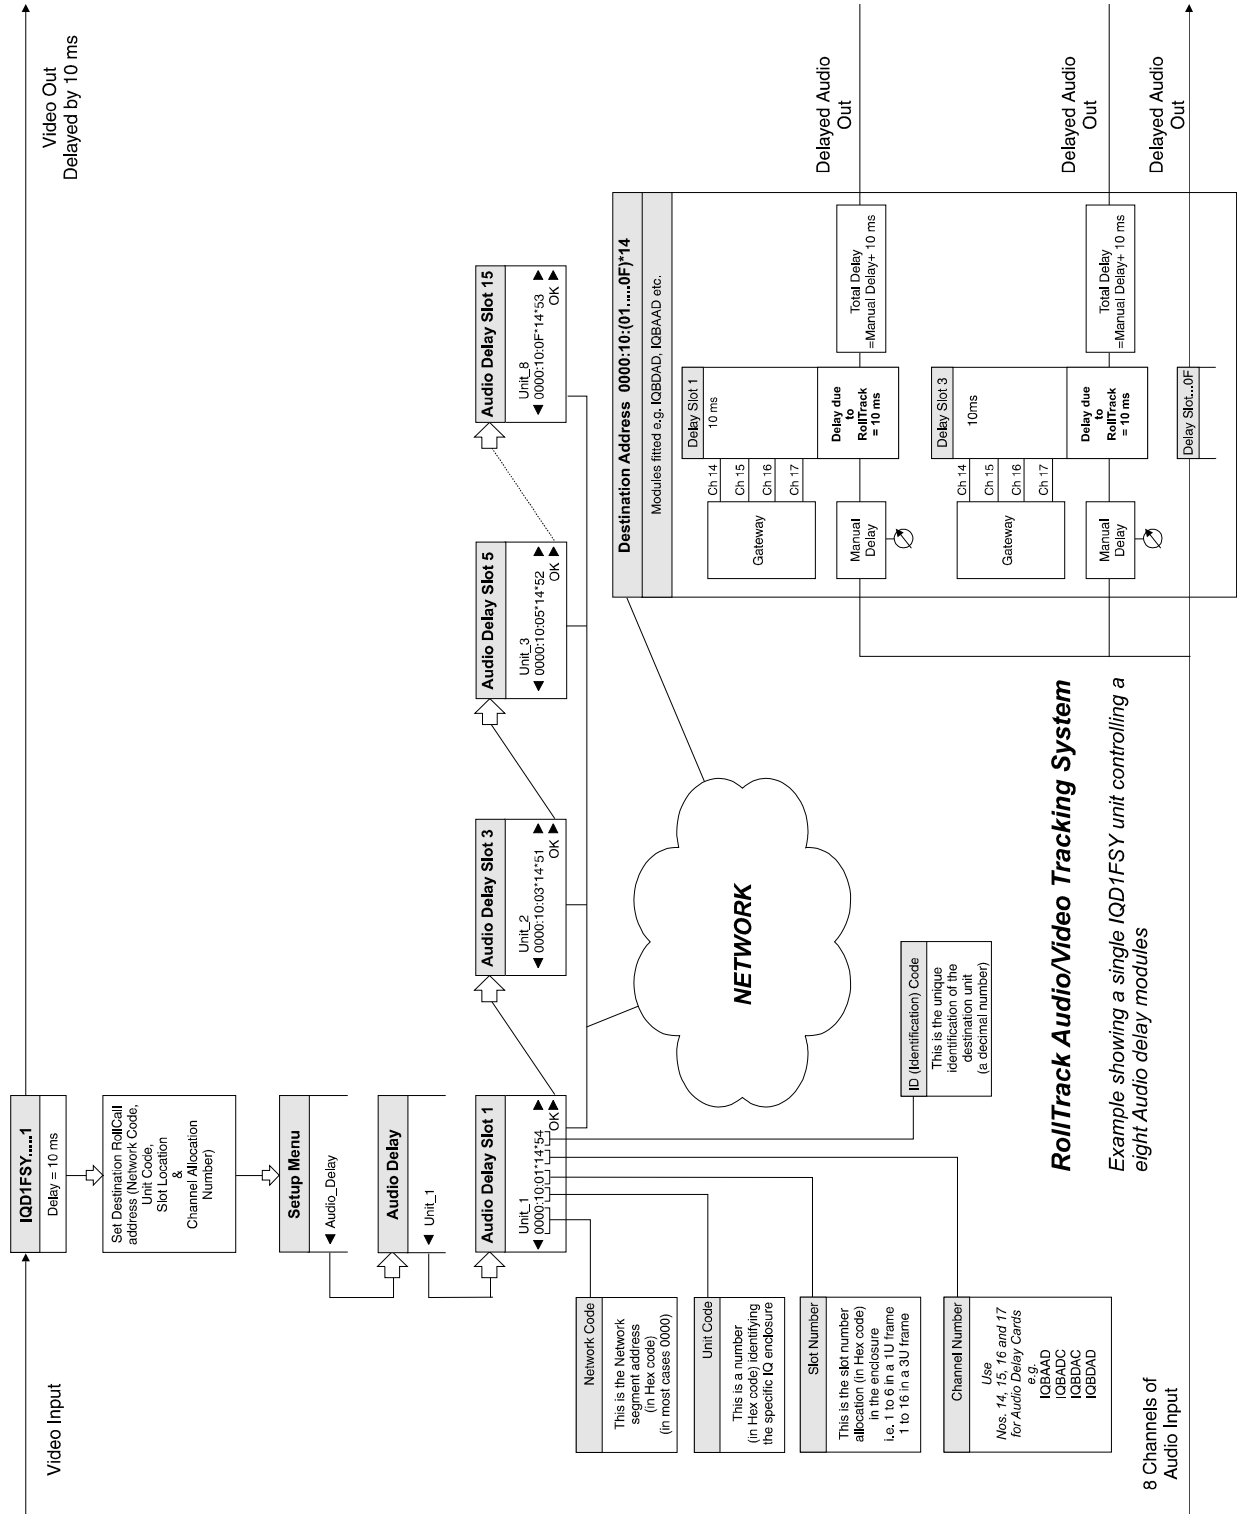 Video Input
IQD1FSY.....1
Delay = 10 ms
Video Out
Delayed by 10 ms
Set Destination RollCall
address (Network Code,
Unit Code,
Slot Location
&
Channel Allocation
Number)
Setup Menu
◀ Audio_Delay
Audio Delay
◀ Unit_1
Audio Delay Slot 1
Unit_1
◀ 0000:10:01*14*54 ▶
OK▶
Audio Delay Slot 3
Unit_2
◀ 0000:10:03*14*51 ▶
OK ▶
Audio Delay Slot 5
Unit_3
◀ 0000:10:05*14*52 ▶
OK ▶
Audio Delay Slot 15
Unit_8
◀ 0000:10:0F*14*53 ▶
OK ▶
Network Code
This is the Network
segment address
(in Hex code)
(in most cases 0000)
Unit Code
This is a number
(in Hex code) identifying
the specific IQ enclosure
Slot Number
This is the slot number
allocation (in Hex code)
in the enclosure
i.e. 1 to 6 in a 1U frame
1 to 16 in a 3U frame
Channel Number
Use
Nos. 14, 15, 16 and 17
for Audio Delay Cards
e.g.
IQBAAD
IQBADC
IQBDAC
IQBDAD
ID (Identification) Code
This is the unique
identification of the
destination unit
(a decimal number)
NETWORK
Destination Address 0000:10:(01......0F)*14
Modules fitted e.g. IQBDAD, IQBAAD etc.
Delay Slot 1
10 ms
Gateway
Ch 14
Ch 15
Ch 16
Ch 17
Manual
Delay
Delay due
to
RollTrack
= 10 ms
Total Delay
=Manual Delay+ 10 ms
Delayed Audio
Out
Delay Slot 3
10ms
Gateway
Ch 14
Ch 15
Ch 16
Ch 17
Manual
Delay
Delay due
to
RollTrack
= 10 ms
Total Delay
=Manual Delay+ 10 ms
Delayed Audio
Out
Delay Slot...0F
Delayed Audio
Out
RollTrack Audio/Video Tracking System
Example showing a single IQD1FSY unit controlling a
eight Audio delay modules
8 Channels of
Audio Input